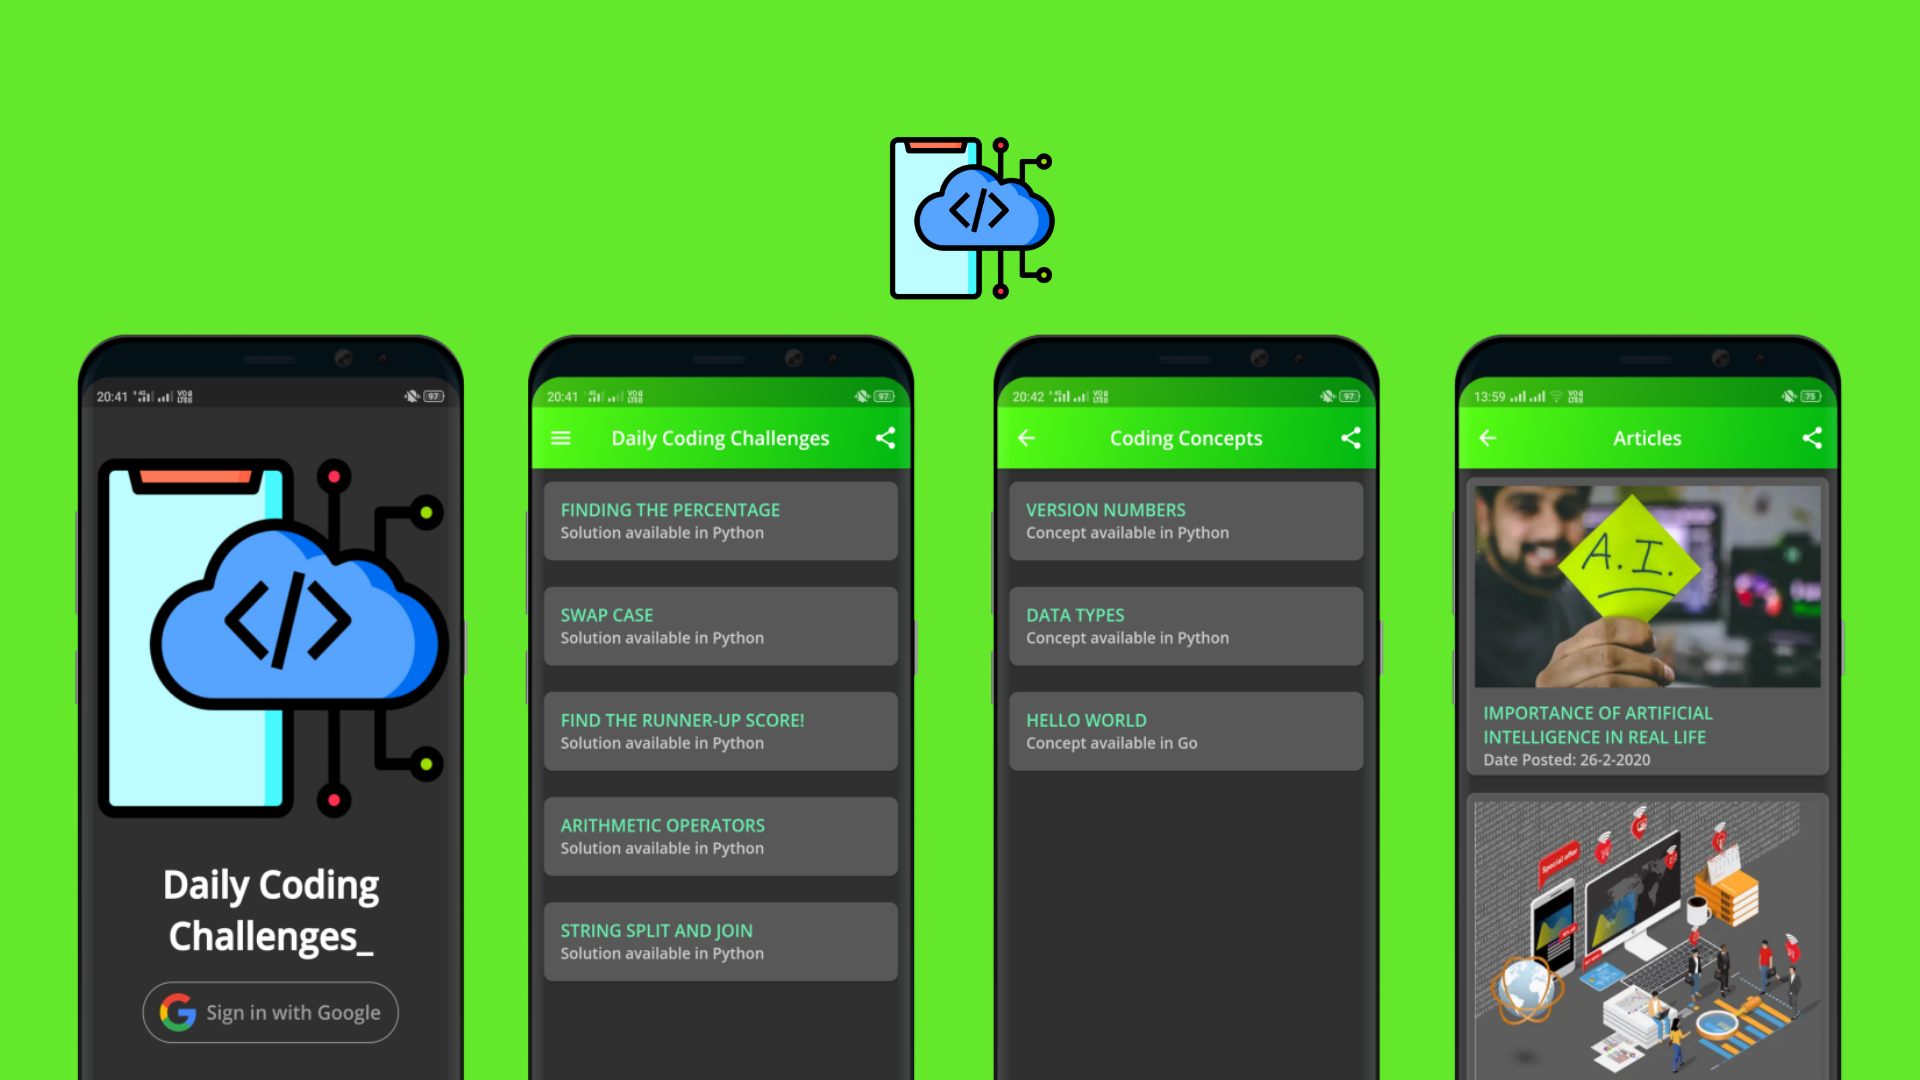 20:41
97
</>
Daily Coding
Challenges_
Sign in with Google
20:41
97
Daily Coding Challenges
FINDING THE PERCENTAGE
Solution available in Python
SWAP CASE
Solution available in Python
FIND THE RUNNER-UP SCORE!
Solution available in Python
ARITHMETIC OPERATORS
Solution available in Python
STRING SPLIT AND JOIN
Solution available in Python
20:42
97
Coding Concepts
VERSION NUMBERS
Concept available in Python
DATA TYPES
Concept available in Python
HELLO WORLD
Concept available in Go
13:59
75
Articles
A.I.
IMPORTANCE OF ARTIFICIAL
INTELLIGENCE IN REAL LIFE
Date Posted: 26-2-2020
Special offer